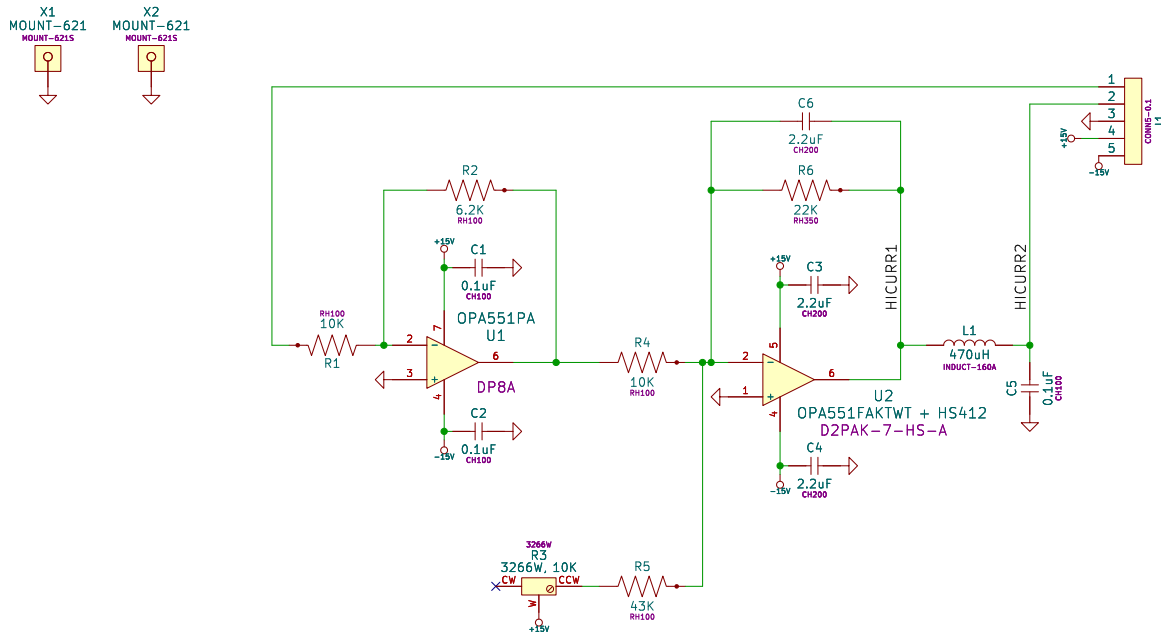 X1
MOUNT-621
MOUNT-621S
X2
MOUNT-621
MOUNT-621S
1
2
3
4
5
+15V
-15V
CONN5-0.1
C6
2.2uF
CH200
R6
22K
RH350
R2
6.2K
RH100
+15V
C1
0.1uF
CH100
OPA551PA
U1
7
2
6
3
4
DP8A
RH100
10K
R1
C2
0.1uF
CH100
-15V
R4
10K
RH100
+15V
C3
2.2uF
CH200
5
2
6
1
4
U2
OPA551FAKTWT + HS412
D2PAK-7-HS-A
C4
2.2uF
CH200
-15V
HICURR1
HICURR2
L1
470uH
INDUCT-160A
C5
0.1uF
CH100
3266W
R3
3266W, 10K
CW
CCW
W
+15V
R5
43K
RH100